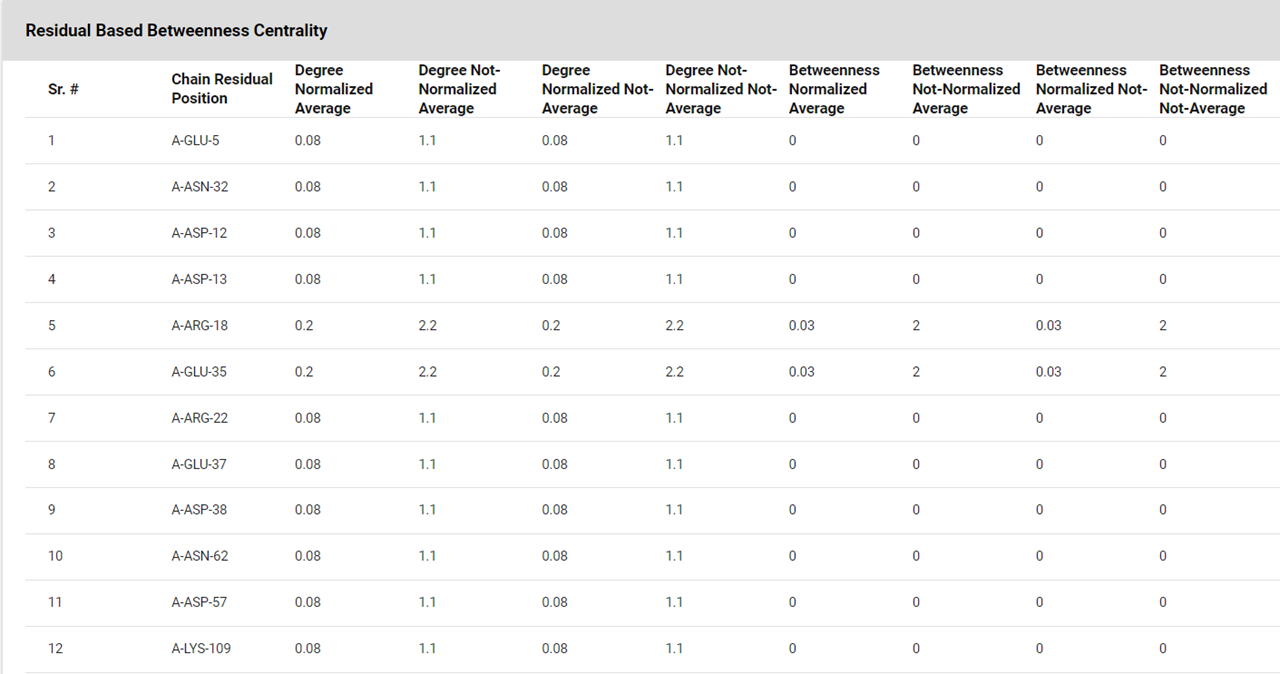 Residual Based Betweenness Centrality
Sr. # Chain Residual Position Degree Normalized Average Degree Not-Normalized Average Degree Normalized Not-Average Degree Not-Normalized Not-Average Betweenness Normalized Average Betweenness Not-Normalized Average Betweenness Normalized Not-Average Betweenness Not-Normalized Not-Average
1 A-GLU-5 0.08 1.1 0.08 1.1 0 0 0 0
2 A-ASN-32 0.08 1.1 0.08 1.1 0 0 0 0
3 A-ASP-12 0.08 1.1 0.08 1.1 0 0 0 0
4 A-ASP-13 0.08 1.1 0.08 1.1 0 0 0 0
5 A-ARG-18 0.2 2.2 0.2 2.2 0.03 2 0.03 2
6 A-GLU-35 0.2 2.2 0.2 2.2 0.03 2 0.03 2
7 A-ARG-22 0.08 1.1 0.08 1.1 0 0 0 0
8 A-GLU-37 0.08 1.1 0.08 1.1 0 0 0 0
9 A-ASP-38 0.08 1.1 0.08 1.1 0 0 0 0
10 A-ASN-62 0.08 1.1 0.08 1.1 0 0 0 0
11 A-ASP-57 0.08 1.1 0.08 1.1 0 0 0 0
12 A-LYS-109 0.08 1.1 0.08 1.1 0 0 0 0